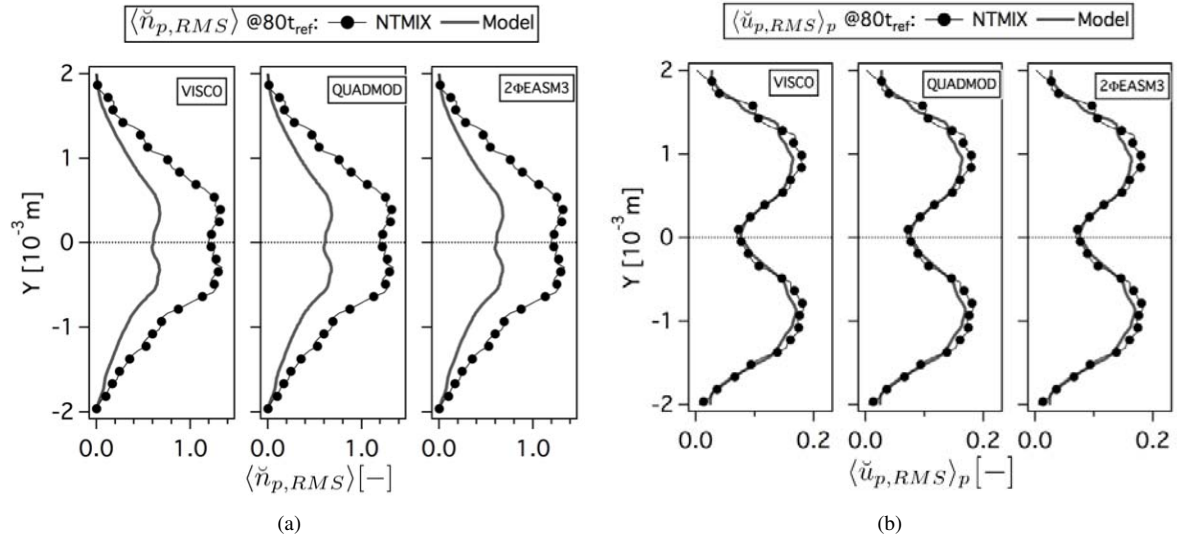 ⟨n̆p,RMS⟩ @80tref: NTMIX Model
VISCO QUADMOD 2ΦEASM3
Y [10⁻³m]
2
1
0
-1
-2
0.0 1.0 0.0 1.0 0.0 1.0
⟨n̆p,RMS⟩[−]
(a)
⟨ŭp,RMS⟩p @80tref: NTMIX Model
VISCO QUADMOD 2ΦEASM3
Y [10⁻³m]
2
1
0
-1
-2
0.0 0.2 0.0 0.2 0.0 0.2
⟨ŭp,RMS⟩p[−]
(b)